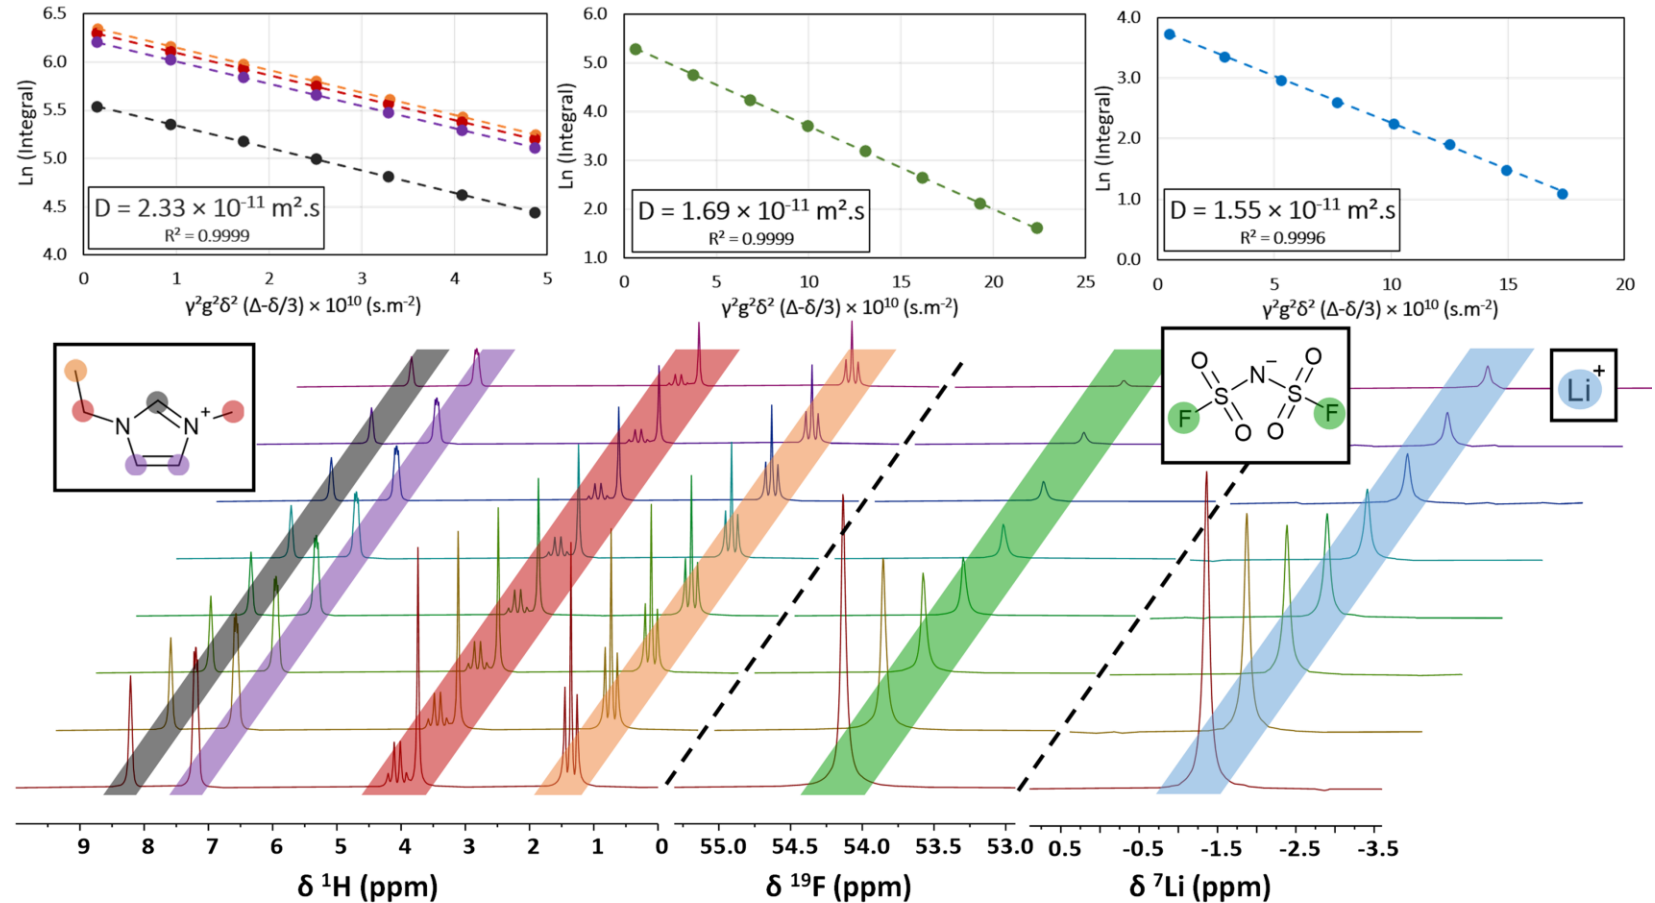 6.5
6.0
5.5
5.0
4.5
4.0
Ln (Integral)
D = 2.33 × 10⁻¹¹ m².s
R² = 0.9999
0 1 2 3 4 5
γ²g²δ² (Δ-δ/3) × 10¹⁰ (s.m⁻²)
6.0
5.0
4.0
3.0
2.0
1.0
Ln (Integral)
D = 1.69 × 10⁻¹¹ m².s
R² = 0.9999
0 5 10 15 20 25
γ²g²δ² (Δ-δ/3) × 10¹⁰ (s.m⁻²)
4.0
3.0
2.0
1.0
0.0
Ln (Integral)
D = 1.55 × 10⁻¹¹ m².s
R² = 0.9996
0 5 10 15 20
γ²g²δ² (Δ-δ/3) × 10¹⁰ (s.m⁻²)
N N +
O N⁻ O
S S
F F
O O
Li⁺
9 8 7 6 5 4 3 2 1 0
55.0 54.5 54.0 53.5 53.0
0.5 -0.5 -1.5 -2.5 -3.5
δ ¹H (ppm)
δ ¹⁹F (ppm)
δ ⁷Li (ppm)